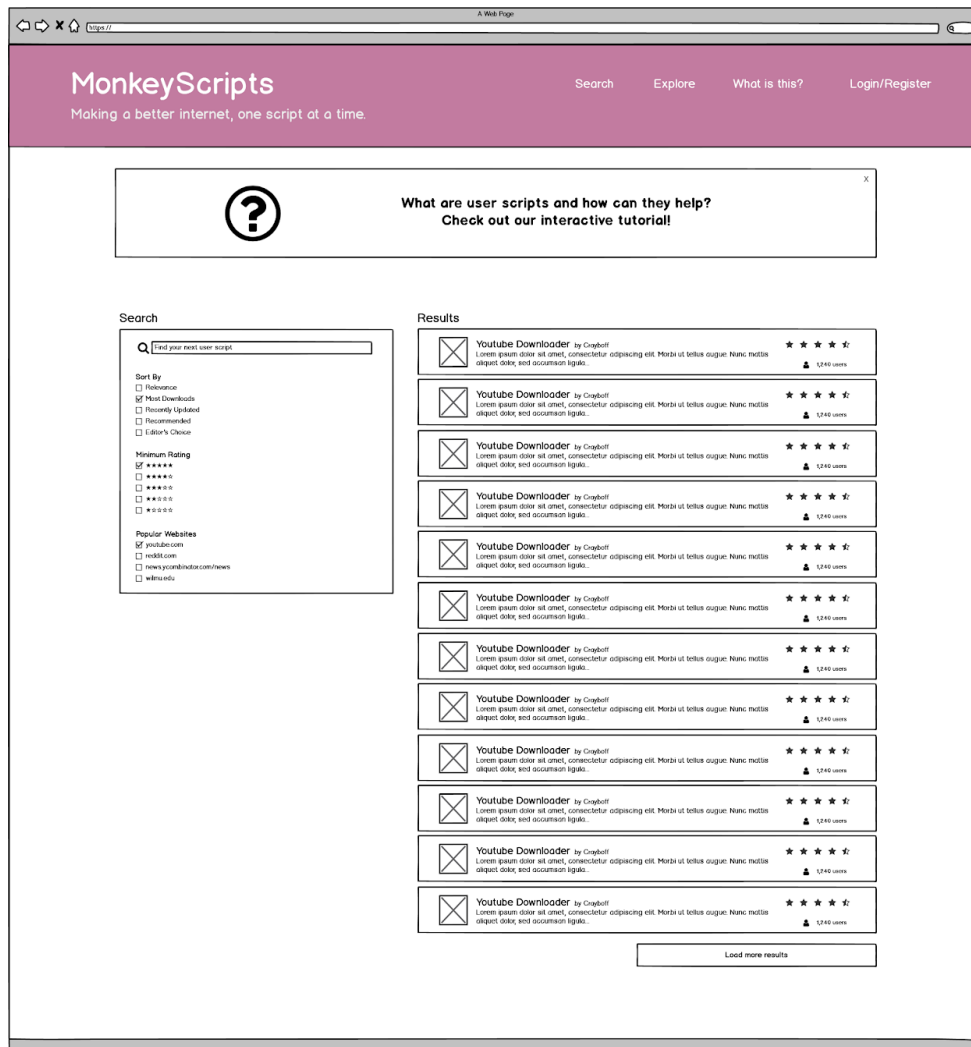 A Web Page
https://
MonkeyScripts
Making a better internet, one script at a time.
Search
Explore
What is this?
Login/Register
X
What are user scripts and how can they help?
Check out our interactive tutorial!
Search
Find your next user script
Sort By
Relevance
Most Downloads
Recently Updated
Recommended
Editor's Choice
Minimum Rating
★★★★★
★★★★☆
★★★☆☆
★★☆☆☆
★☆☆☆☆
Popular Websites
youtube.com
reddit.com
news.ycombinator.com/news
wilmu.edu
Results
Youtube Downloader by Crayboff
Lorem ipsum dolor sit amet, consectetur adipiscing elit. Morbi ut tellus augue. Nunc mattis
aliquet dolor, sed accumsan ligula...
1,240 users
Youtube Downloader by Crayboff
Lorem ipsum dolor sit amet, consectetur adipiscing elit. Morbi ut tellus augue. Nunc mattis
aliquet dolor, sed accumsan ligula...
1,240 users
Youtube Downloader by Crayboff
Lorem ipsum dolor sit amet, consectetur adipiscing elit. Morbi ut tellus augue. Nunc mattis
aliquet dolor, sed accumsan ligula...
1,240 users
Youtube Downloader by Crayboff
Lorem ipsum dolor sit amet, consectetur adipiscing elit. Morbi ut tellus augue. Nunc mattis
aliquet dolor, sed accumsan ligula...
1,240 users
Youtube Downloader by Crayboff
Lorem ipsum dolor sit amet, consectetur adipiscing elit. Morbi ut tellus augue. Nunc mattis
aliquet dolor, sed accumsan ligula...
1,240 users
Youtube Downloader by Crayboff
Lorem ipsum dolor sit amet, consectetur adipiscing elit. Morbi ut tellus augue. Nunc mattis
aliquet dolor, sed accumsan ligula...
1,240 users
Youtube Downloader by Crayboff
Lorem ipsum dolor sit amet, consectetur adipiscing elit. Morbi ut tellus augue. Nunc mattis
aliquet dolor, sed accumsan ligula...
1,240 users
Youtube Downloader by Crayboff
Lorem ipsum dolor sit amet, consectetur adipiscing elit. Morbi ut tellus augue. Nunc mattis
aliquet dolor, sed accumsan ligula...
1,240 users
Youtube Downloader by Crayboff
Lorem ipsum dolor sit amet, consectetur adipiscing elit. Morbi ut tellus augue. Nunc mattis
aliquet dolor, sed accumsan ligula...
1,240 users
Youtube Downloader by Crayboff
Lorem ipsum dolor sit amet, consectetur adipiscing elit. Morbi ut tellus augue. Nunc mattis
aliquet dolor, sed accumsan ligula...
1,240 users
Youtube Downloader by Crayboff
Lorem ipsum dolor sit amet, consectetur adipiscing elit. Morbi ut tellus augue. Nunc mattis
aliquet dolor, sed accumsan ligula...
1,240 users
Youtube Downloader by Crayboff
Lorem ipsum dolor sit amet, consectetur adipiscing elit. Morbi ut tellus augue. Nunc mattis
aliquet dolor, sed accumsan ligula...
1,240 users
Load more results